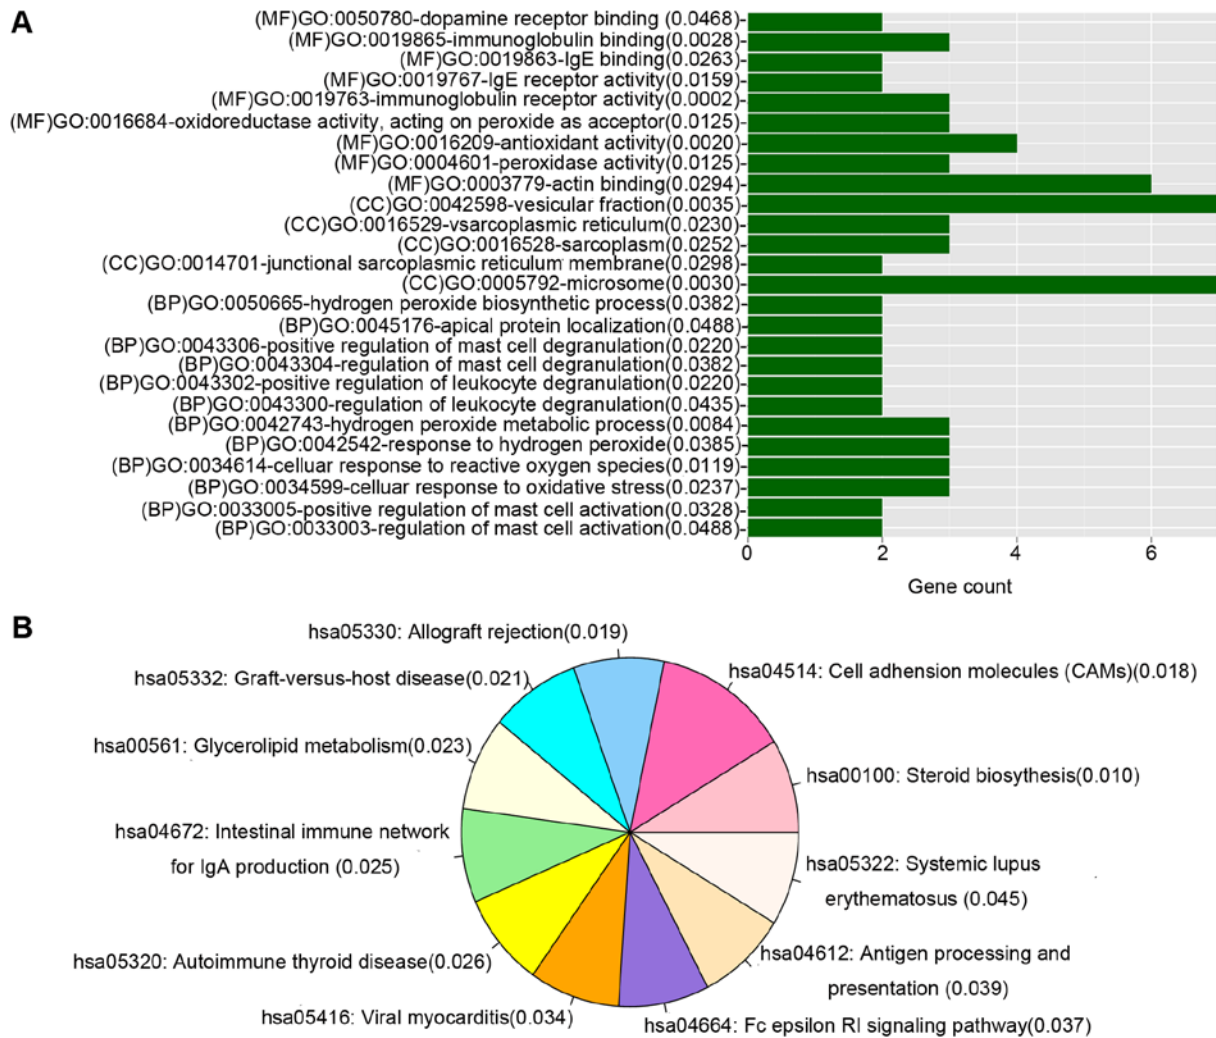 A
(MF)GO:0050780-dopamine receptor binding (0.0468)
(MF)GO:0019865-immunoglobulin binding(0.0028)
(MF)GO:0019863-IgE binding(0.0263)
(MF)GO:0019767-IgE receptor activity(0.0159)
(MF)GO:0019763-immunoglobulin receptor activity(0.0002)
(MF)GO:0016684-oxidoreductase activity, acting on peroxide as acceptor(0.0125)
(MF)GO:0016209-antioxidant activity(0.0020)
(MF)GO:0004601-peroxidase activity(0.0125)
(MF)GO:0003779-actin binding(0.0294)
(CC)GO:0042598-vesicular fraction(0.0035)
(CC)GO:0016529-vsarcoplasmic reticulum(0.0230)
(CC)GO:0016528-sarcoplasm(0.0252)
(CC)GO:0014701-junctional sarcoplasmic reticulum membrane(0.0298)
(CC)GO:0005792-microsome(0.0030)
(BP)GO:0050665-hydrogen peroxide biosynthetic process(0.0382)
(BP)GO:0045176-apical protein localization(0.0488)
(BP)GO:0043306-positive regulation of mast cell degranulation(0.0220)
(BP)GO:0043304-regulation of mast cell degranulation(0.0382)
(BP)GO:0043302-positive regulation of leukocyte degranulation(0.0220)
(BP)GO:0043300-regulation of leukocyte degranulation(0.0435)
(BP)GO:0042743-hydrogen peroxide metabolic process(0.0084)
(BP)GO:0042542-response to hydrogen peroxide(0.0385)
(BP)GO:0034614-celluar response to reactive oxygen species(0.0119)
(BP)GO:0034599-celluar response to oxidative stress(0.0237)
(BP)GO:0033005-positive regulation of mast cell activation(0.0328)
(BP)GO:0033003-regulation of mast cell activation(0.0488)
0 2 4 6
Gene count
B
hsa05330: Allograft rejection(0.019)
hsa04514: Cell adhension molecules (CAMs)(0.018)
hsa05332: Graft-versus-host disease(0.021)
hsa00561: Glycerolipid metabolism(0.023)
hsa00100: Steroid biosythesis(0.010)
hsa04672: Intestinal immune network
for IgA production (0.025)
hsa05322: Systemic lupus
erythematosus (0.045)
hsa05320: Autoimmune thyroid disease(0.026)
hsa04612: Antigen processing and
presentation (0.039)
hsa05416: Viral myocarditis(0.034)
hsa04664: Fc epsilon RI signaling pathway(0.037)